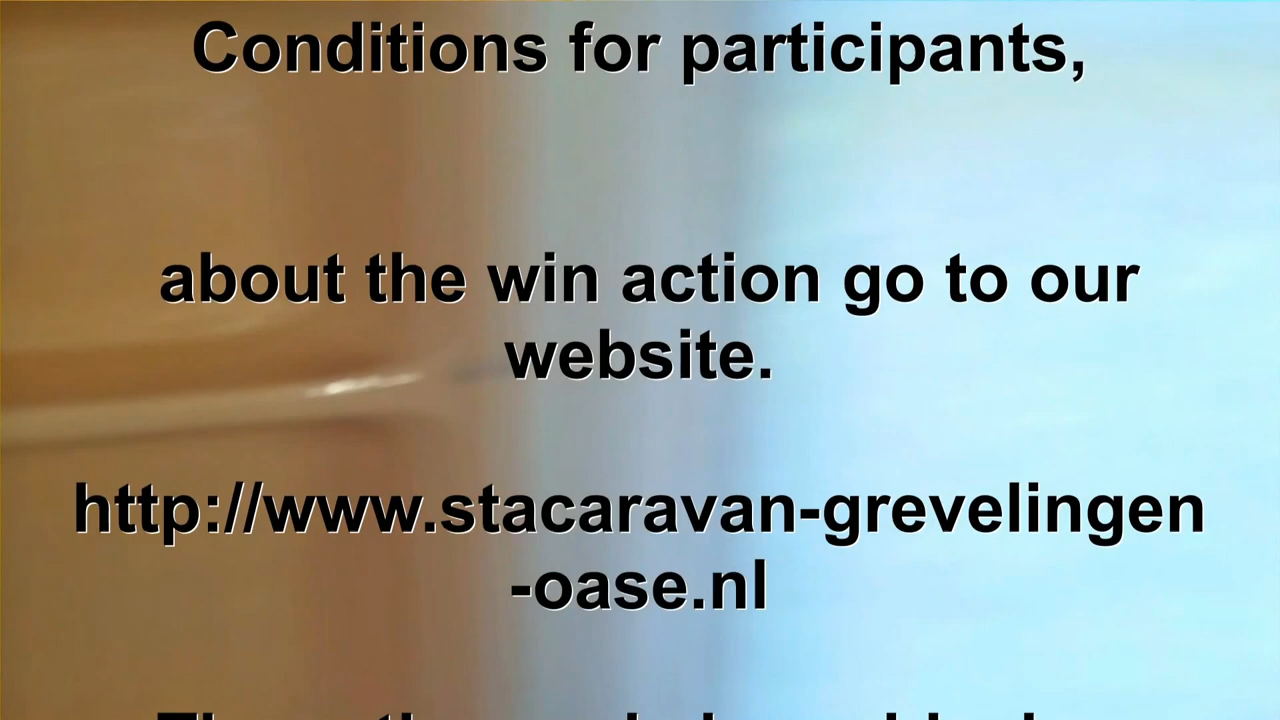 Conditions for participants,
about the win action go to our
website.
http://www.stacaravan-grevelingen
-oase.nl